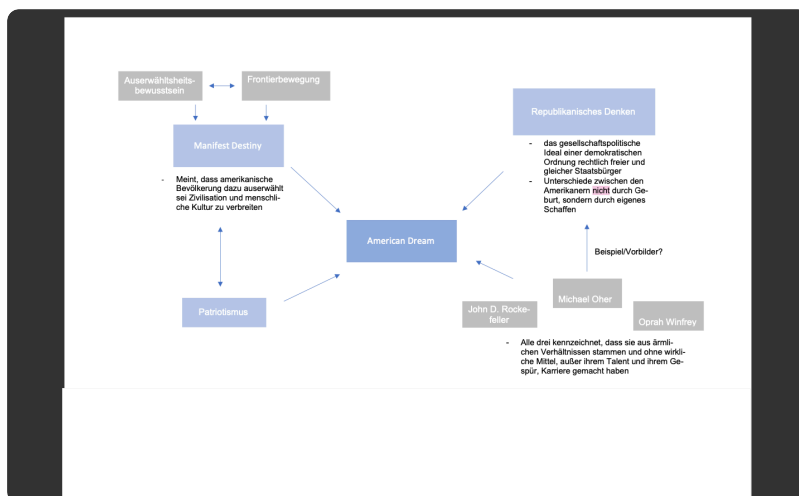 Auserwähltsheits-
bewusstsein
Frontierbewegung
Manifest Destiny
- Meint, dass amerikanische
Bevölkerung dazu auserwählt
sei Zivilisation und menschli-
che Kultur zu verbreiten
Patriotismus
American Dream
Republikanisches Denken
- das gesellschaftspolitische
Ideal einer demokratischen
Ordnung rechtlich freier und
gleicher Staatsbürger
- Unterschiede zwischen den
Amerikanern nicht durch Ge-
burt, sondern durch eigenes
Schaffen
Beispiel/Vorbilder?
John D. Rocke-
feller
Michael Oher
Oprah Winfrey
- Alle drei kennzeichnet, dass sie aus ärmli-
chen Verhältnissen stammen und ohne wirkli-
che Mittel, außer ihrem Talent und ihrem Ge-
spür, Karriere gemacht haben